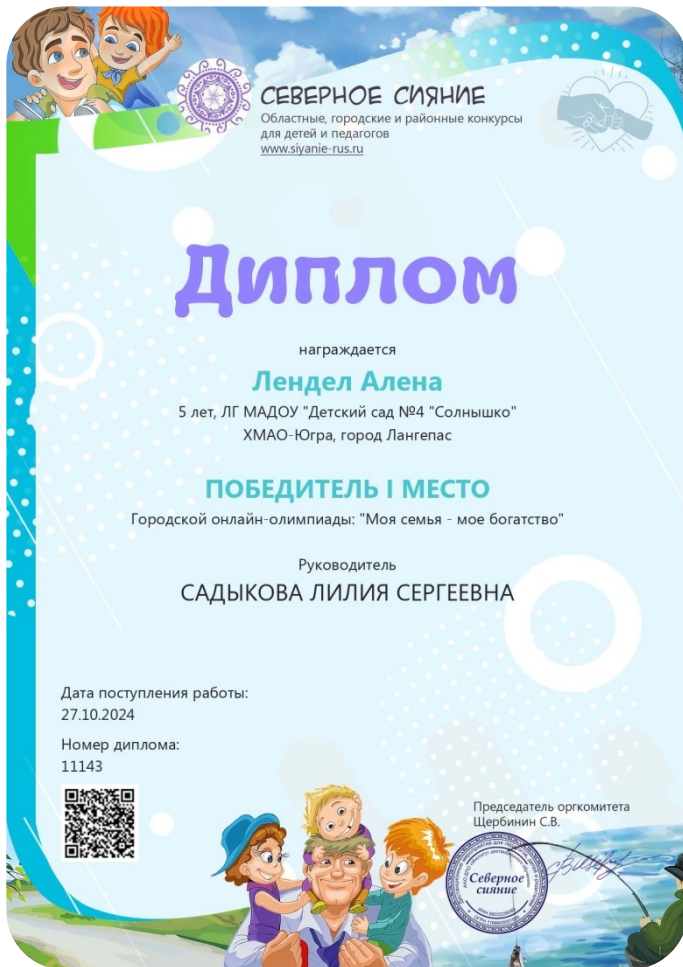 СЕВЕРНОЕ СИЯНИЕ
Областные, городские и районные конкурсы
для детей и педагогов
www.siyanie-rus.ru
Диплом
награждается
Лендел Алена
5 лет, ЛГ МАДОУ "Детский сад №4 "Солнышко"
ХМАО-Югра, город Лангепас
ПОБЕДИТЕЛЬ I МЕСТО
Городской онлайн-олимпиады: "Моя семья - мое богатство"
Руководитель
САДЫКОВА ЛИЛИЯ СЕРГЕЕВНА
Дата поступления работы:
27.10.2024
Номер диплома:
11143
Председатель оргкомитета
Щербинин С.В.
Северное
сияние